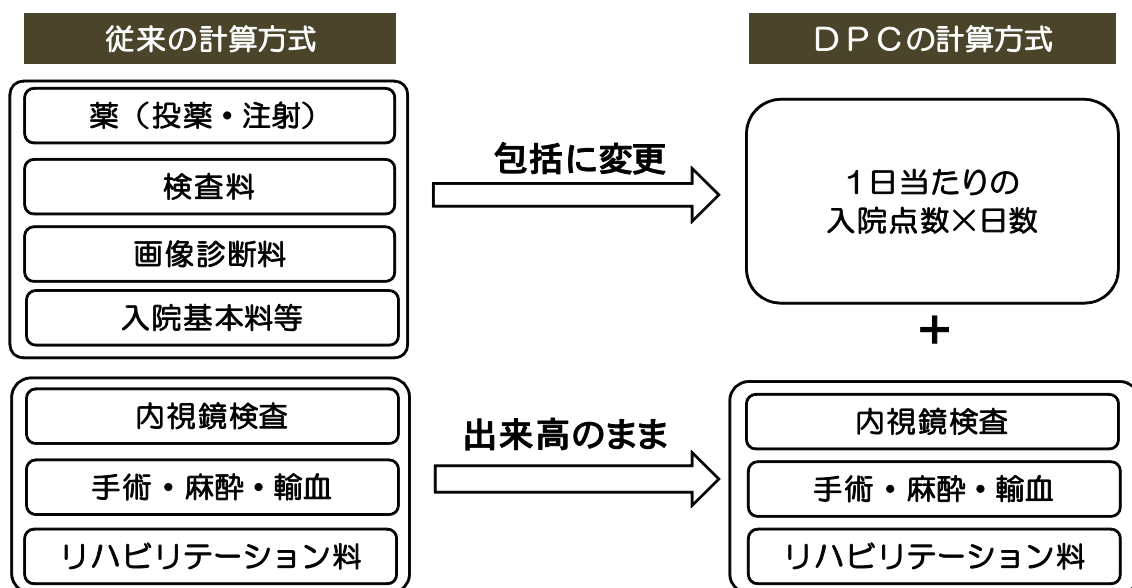 従来の計算方式
薬（投薬・注射）
検査料
画像診断料
入院基本料等
内視鏡検査
手術・麻酔・輸血
リハビリテーション料
包括に変更
出来高のまま
ＤＰＣの計算方式
１日当たりの
入院点数×日数
＋
内視鏡検査
手術・麻酔・輸血
リハビリテーション料